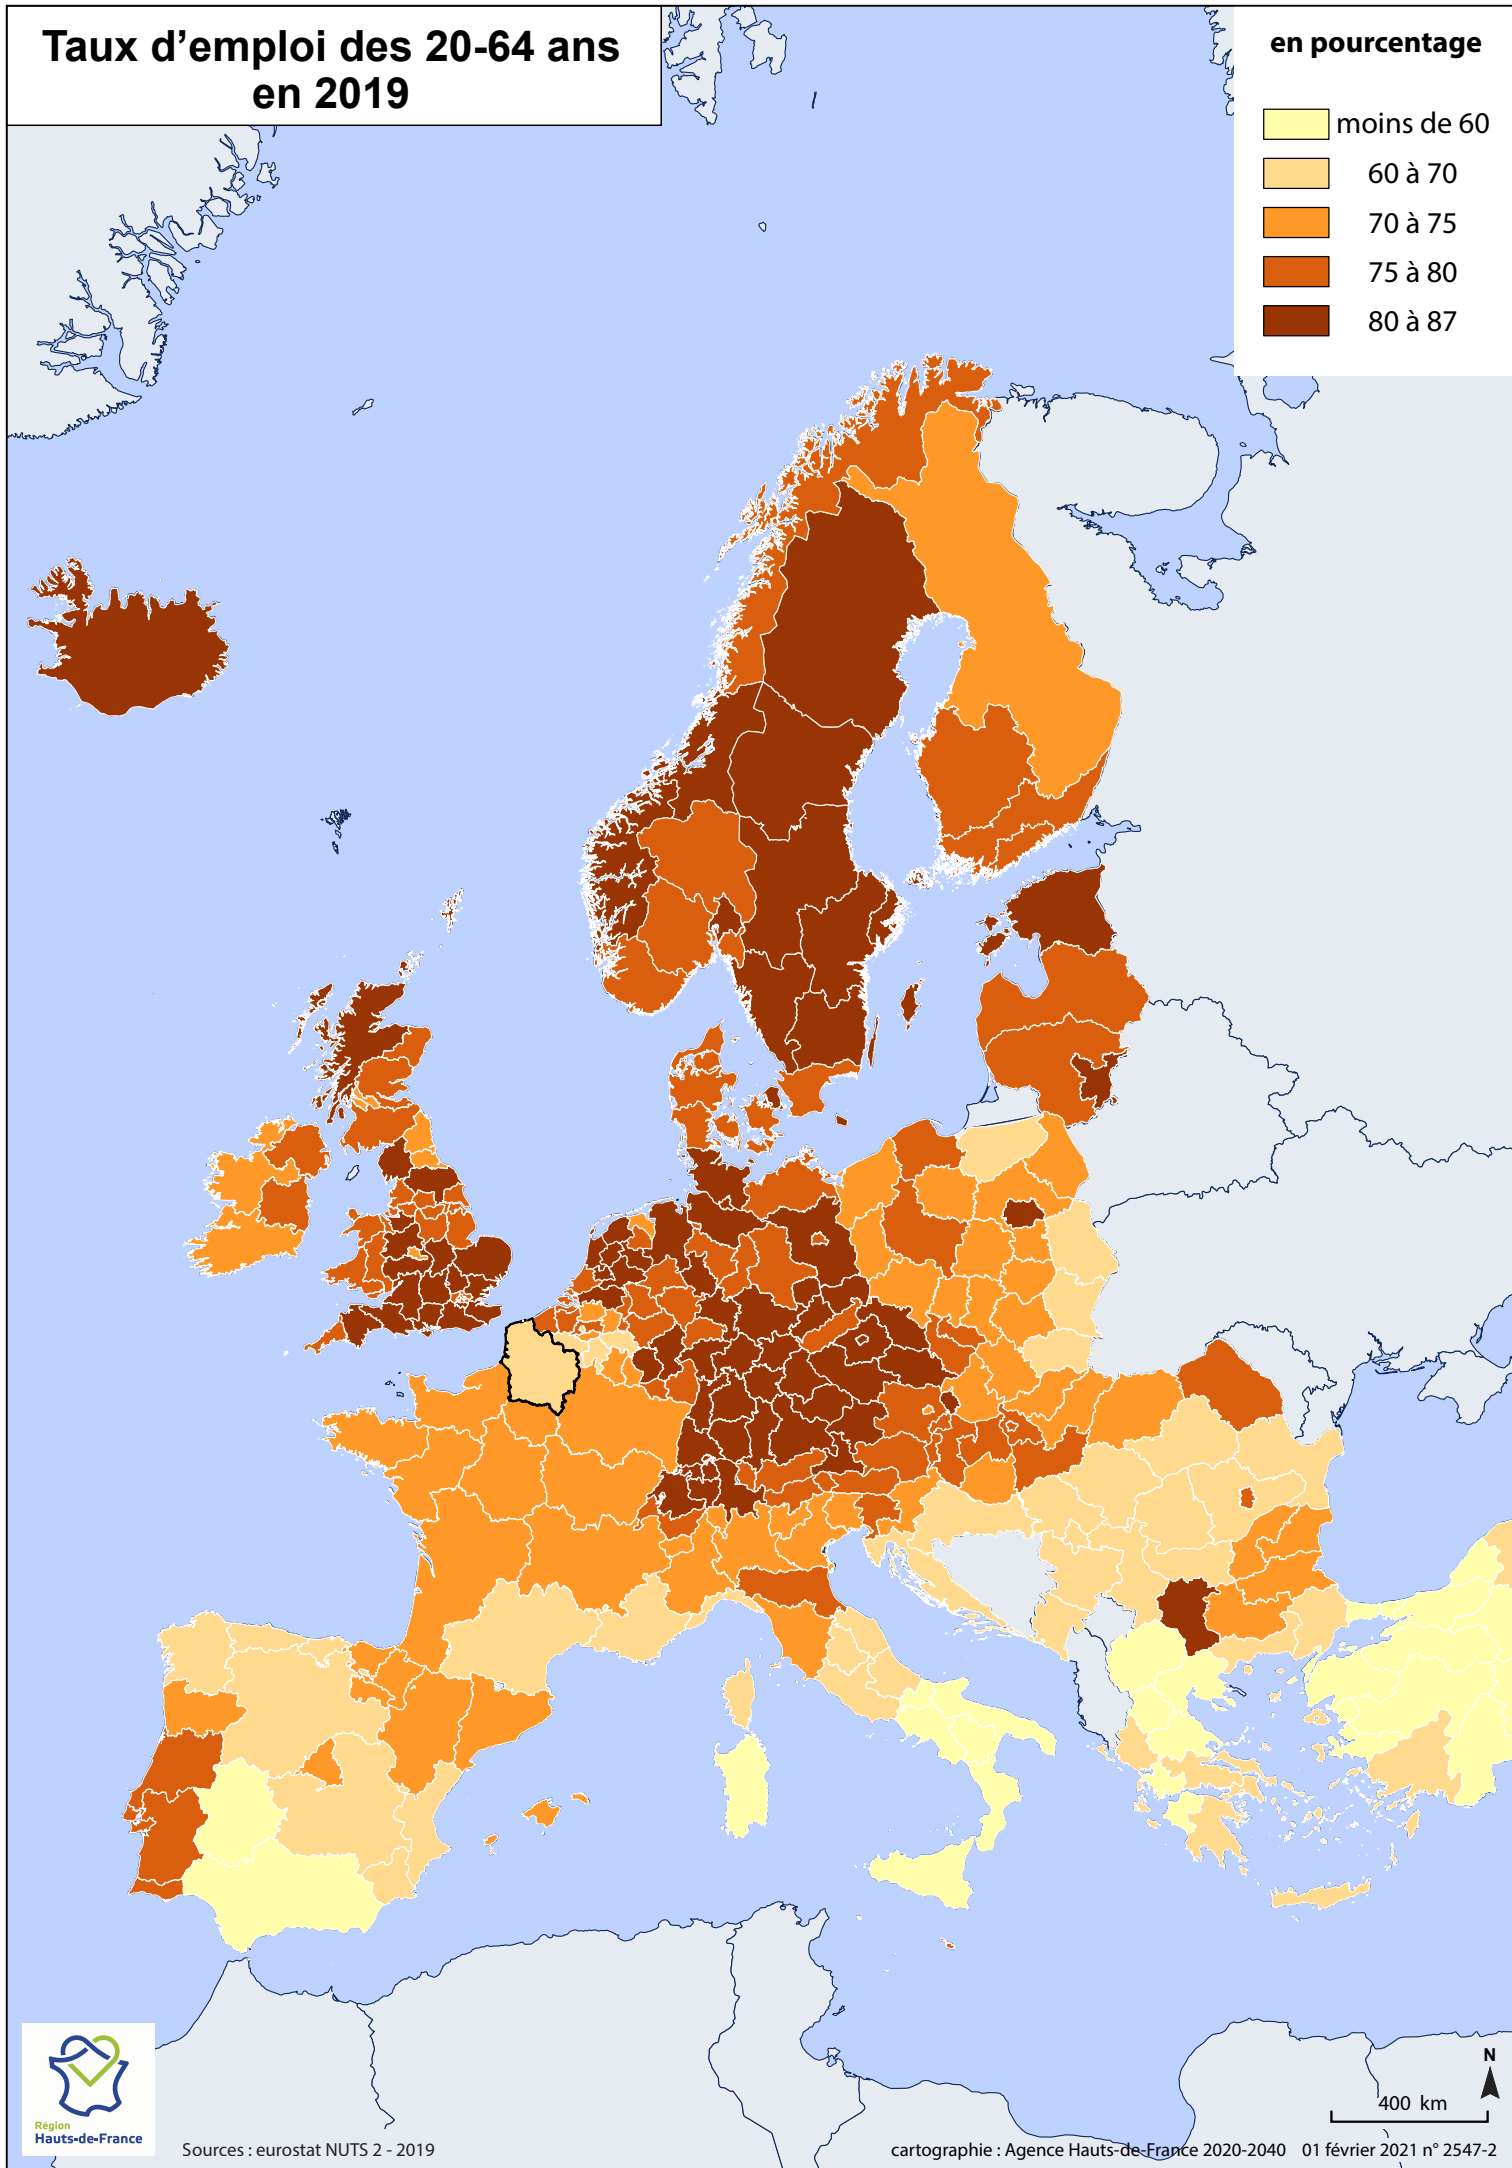 Taux d’emploi des 20-64 ans
en 2019
en pourcentage
moins de 60
60 à 70
70 à 75
75 à 80
80 à 87
Région
Hauts-de-France
Sources : eurostat NUTS 2 - 2019
N
400 km
cartographie : Agence Hauts-de-France 2020-2040 01 février 2021 n° 2547-2